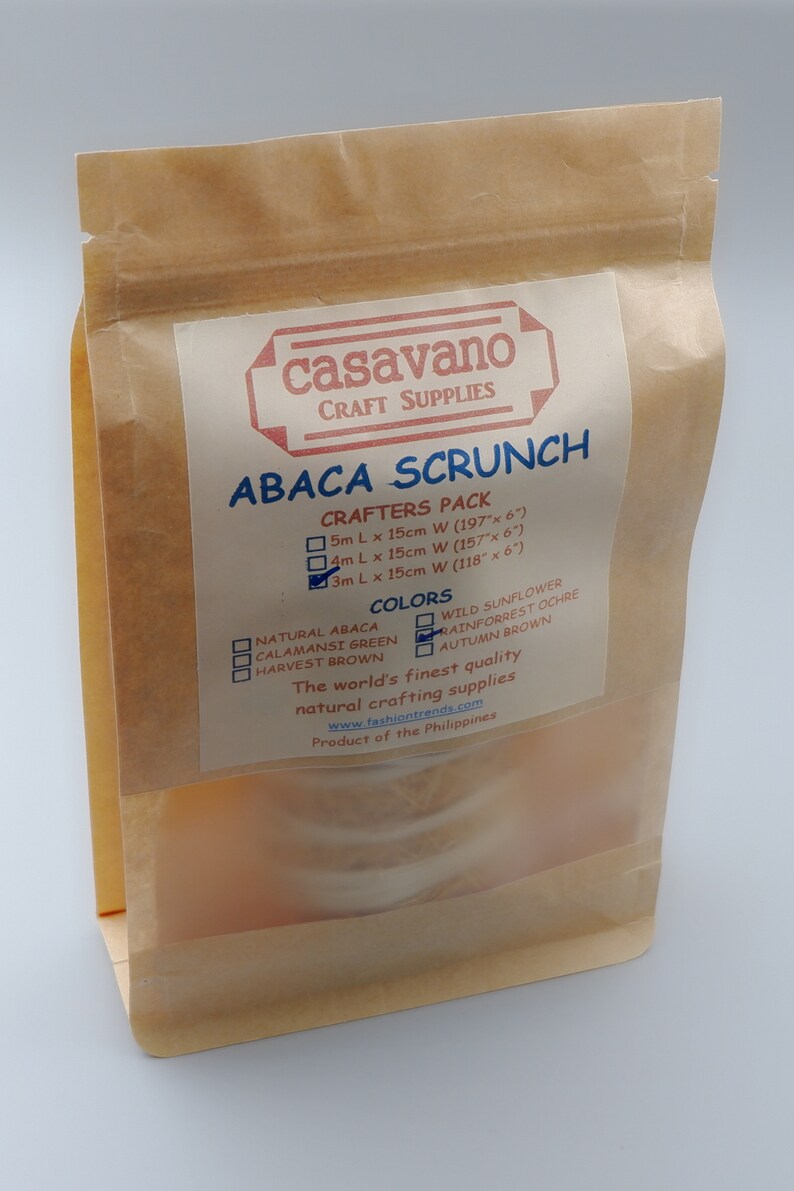 casavano
CRAFT SUPPLIES
ABACA SCRUNCH
CRAFTERS PACK
5m L x 15cm W (197"x 6")
4m L x 15cm W (157"x 6")
3m L x 15cm W (118" x 6")
COLORS
NATURAL ABACA
CALAMANSI GREEN
HARVEST BROWN
WILD SUNFLOWER
RAINFORREST OCHRE
AUTUMN BROWN
The world's finest quality
natural crafting supplies
www.fashiontrends.com
Product of the Philippines